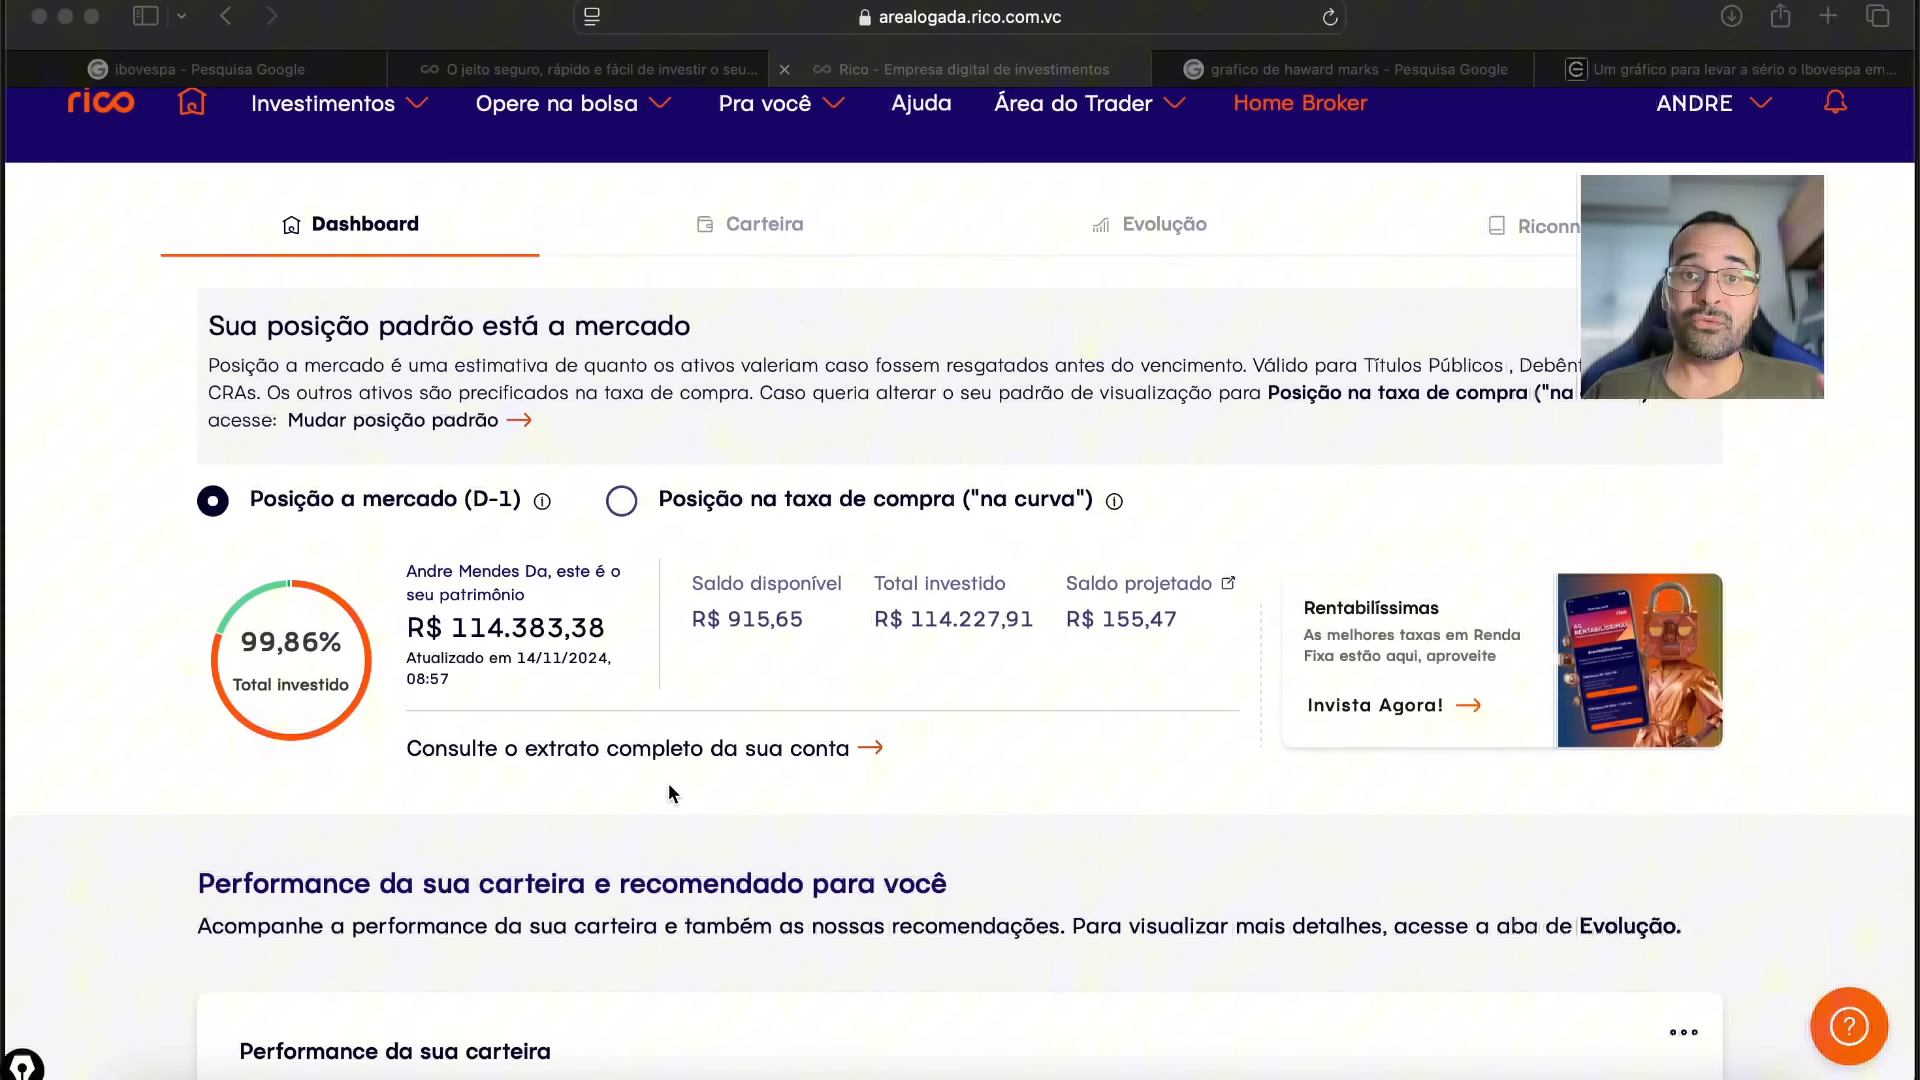 arealogada.rico.com.vc
ibovespa - Pesquisa Google
O jeito seguro, rápido e fácil de investir o seu...
Rico - Empresa digital de investimentos
grafico de haward marks - Pesquisa Google
Um gráfico para levar a sério o Ibovespa em...
rico
Investimentos
Opere na bolsa
Pra você
Ajuda
Área do Trader
Home Broker
ANDRE
Dashboard
Carteira
Evolução
Riconn
Sua posição padrão está a mercado
Posição a mercado é uma estimativa de quanto os ativos valeriam caso fossem resgatados antes do vencimento. Válido para Títulos Públicos , Debênt
CRAs. Os outros ativos são precificados na taxa de compra. Caso queria alterar o seu padrão de visualização para Posição na taxa de compra ("na
acesse: Mudar posição padrão
Posição a mercado (D-1)
Posição na taxa de compra ("na curva")
99,86%
Total investido
Andre Mendes Da, este é o
seu patrimônio
R$ 114.383,38
Atualizado em 14/11/2024,
08:57
Saldo disponível
R$ 915,65
Total investido
R$ 114.227,91
Saldo projetado
R$ 155,47
Consulte o extrato completo da sua conta
Rentabilíssimas
As melhores taxas em Renda
Fixa estão aqui, aproveite
Invista Agora!
Performance da sua carteira e recomendado para você
Acompanhe a performance da sua carteira e também as nossas recomendações. Para visualizar mais detalhes, acesse a aba de Evolução.
Performance da sua carteira